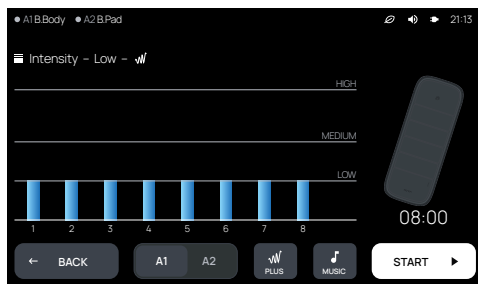 A1 B.Body A2 B.Pad 21:13
Intensity – Low –
HIGH
MEDIUM
LOW
1 2 3 4 5 6 7 8
08:00
← BACK A1 A2 PLUS MUSIC START